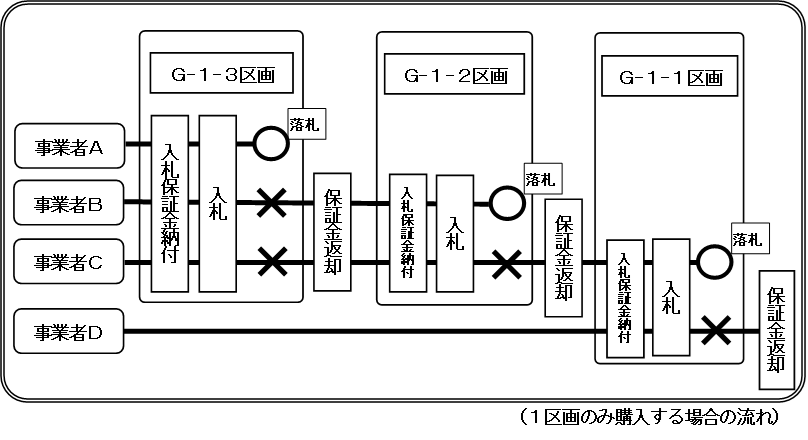 G-1-3区画
G-1-2区画
G-1-1区画
事業者A
事業者B
事業者C
事業者D
入札保証金納付
入札
落札
保証金返却
入札保証金納付
入札
落札
保証金返却
入札保証金納付
入札
落札
保証金返却
(1区画のみ購入する場合の流れ)